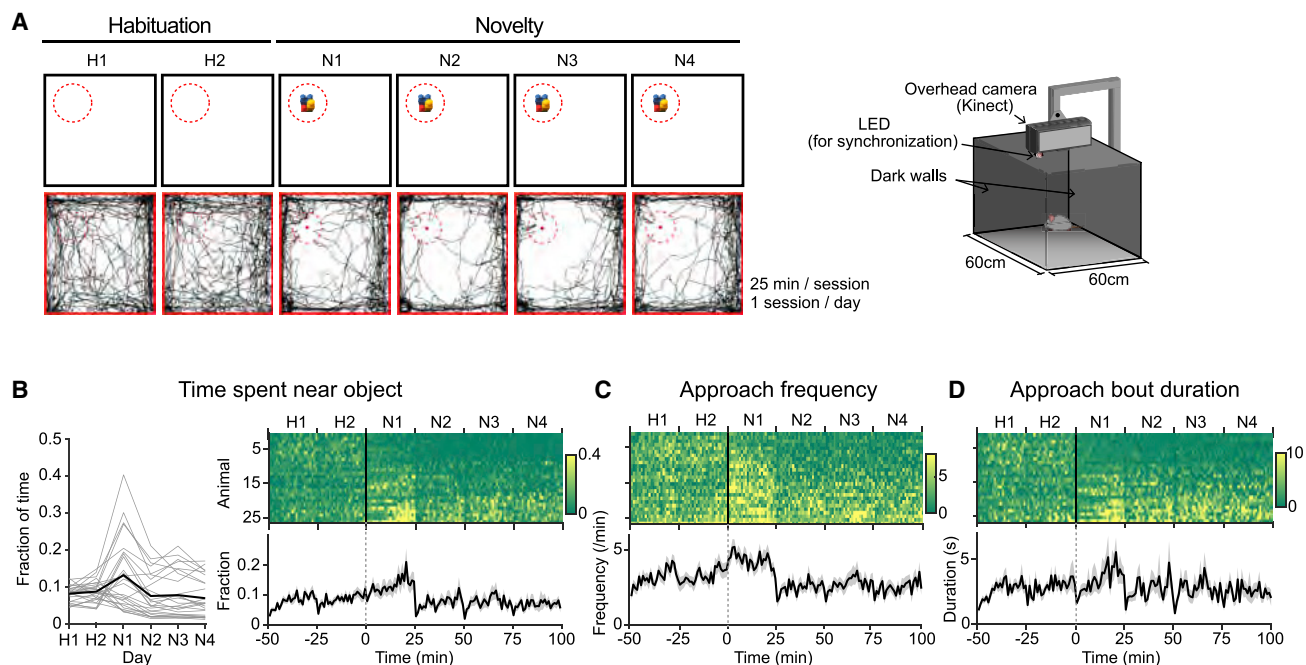 A
Habituation
Novelty
H1
H2
N1
N2
N3
N4
25 min / session
1 session / day
Overhead camera
(Kinect)
LED
(for synchronization)
Dark walls
60cm
60cm
B
Time spent near object
Fraction of time
0.5
0.4
0.3
0.2
0.1
0
H1
H2
N1
N2
N3
N4
Day
H1
H2
N1
N2
N3
N4
Animal
5
15
25
0.4
0
Fraction
0.2
0.1
0
-50
-25
0
25
50
75
100
Time (min)
C
Approach frequency
H1
H2
N1
N2
N3
N4
5
0
Frequency (/min)
5
0
-50
-25
0
25
50
75
100
Time (min)
D
Approach bout duration
H1
H2
N1
N2
N3
N4
10
0
Duration (s)
5
0
-50
-25
0
25
50
75
100
Time (min)